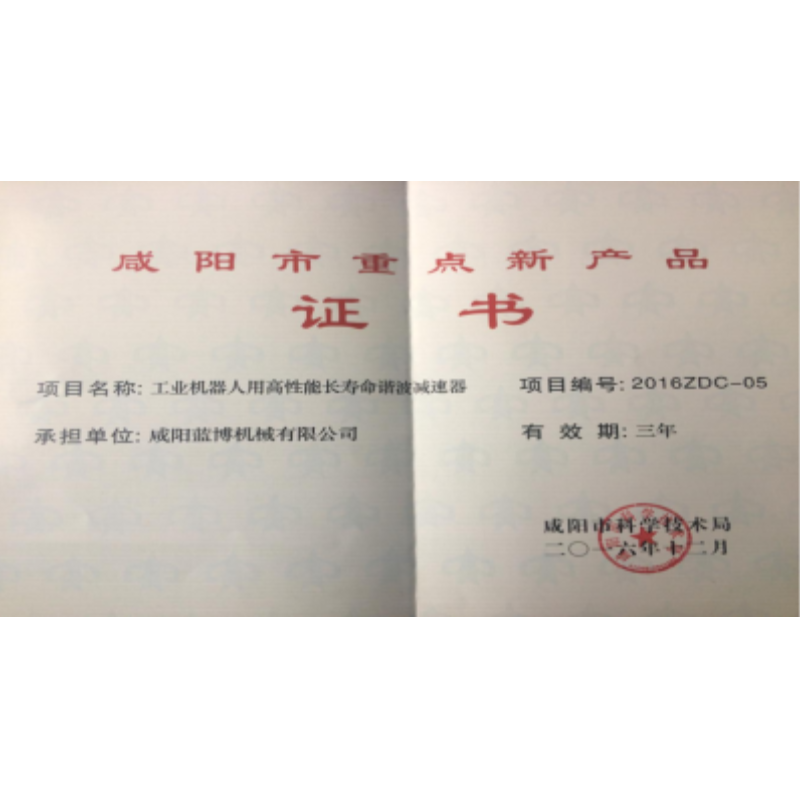 咸阳市重点新产品
证书
项目名称: 工业机器人用高性能长寿命谐波减速器
项目编号: 2016ZDC-05
承担单位: 咸阳蓝博机械有限公司
有效期: 三年
咸阳市科学技术局
二〇一六年十二月